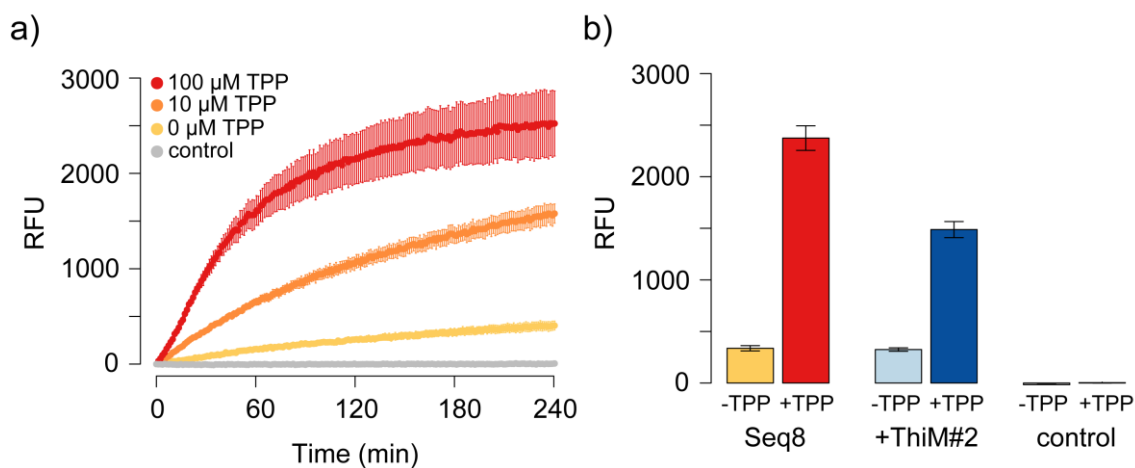 a)
3000
2000
1000
0
RFU
100 µM TPP
10 µM TPP
0 µM TPP
control
0 60 120 180 240
Time (min)
b)
3000
2000
1000
0
RFU
-TPP +TPP -TPP +TPP -TPP +TPP
Seq8 +ThiM#2 control